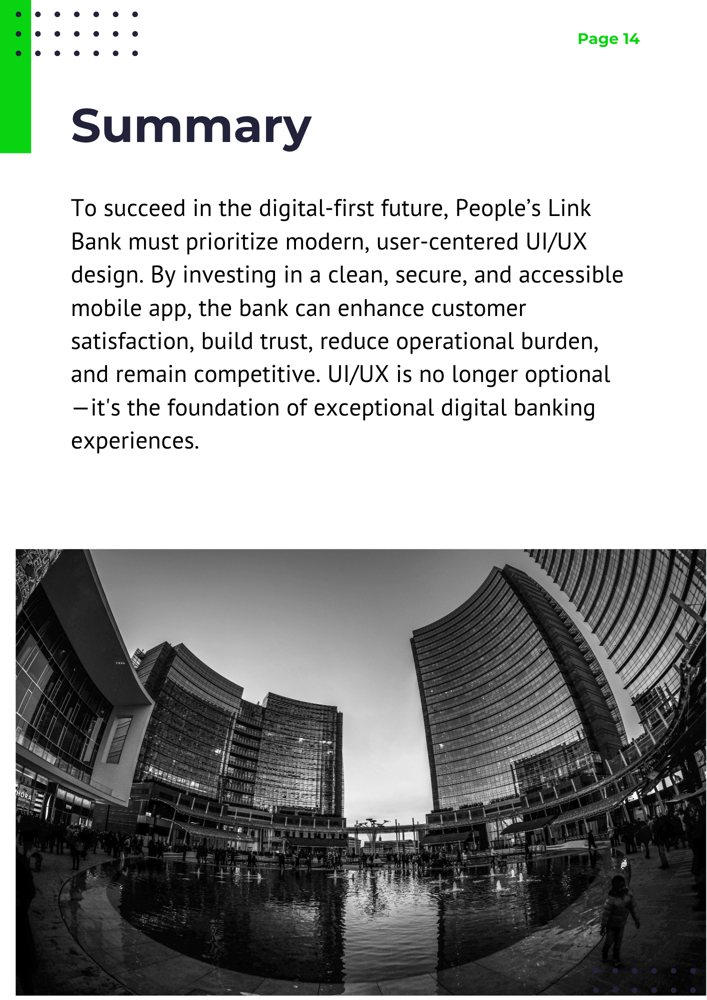 Page 14
Summary
To succeed in the digital-first future, People’s Link
Bank must prioritize modern, user-centered UI/UX
design. By investing in a clean, secure, and accessible
mobile app, the bank can enhance customer
satisfaction, build trust, reduce operational burden,
and remain competitive. UI/UX is no longer optional
—it's the foundation of exceptional digital banking
experiences.
HORA